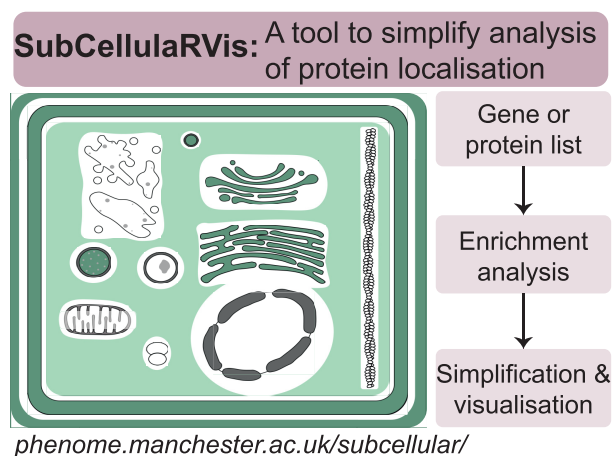 SubCellulaRVis: A tool to simplify analysis
of protein localisation
Gene or
protein list
Enrichment
analysis
Simplification &
visualisation
phenome.manchester.ac.uk/subcellular/